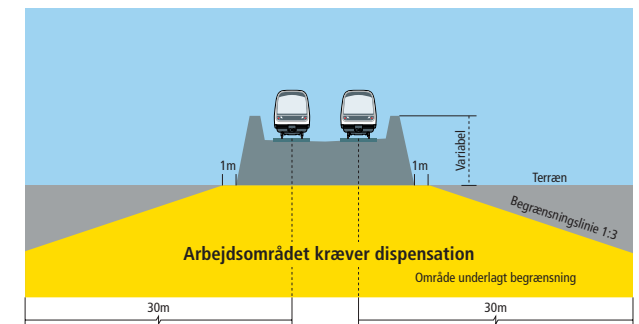 Variabel
1m
1m
Terræn
Begrænsningslinie 1:3
Arbejdsområdet kræver dispensation
Område underlagt begrænsning
30m
30m